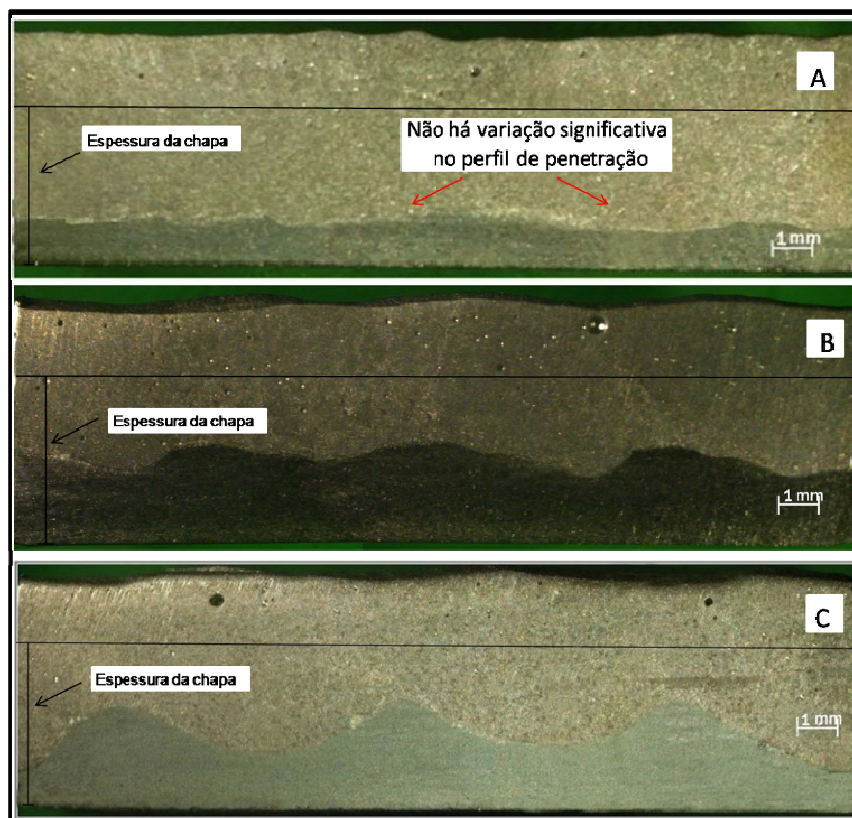 A
Espessura da chapa
Não há variação significativa
no perfil de penetração
1 mm
B
Espessura da chapa
1 mm
C
Espessura da chapa
1 mm